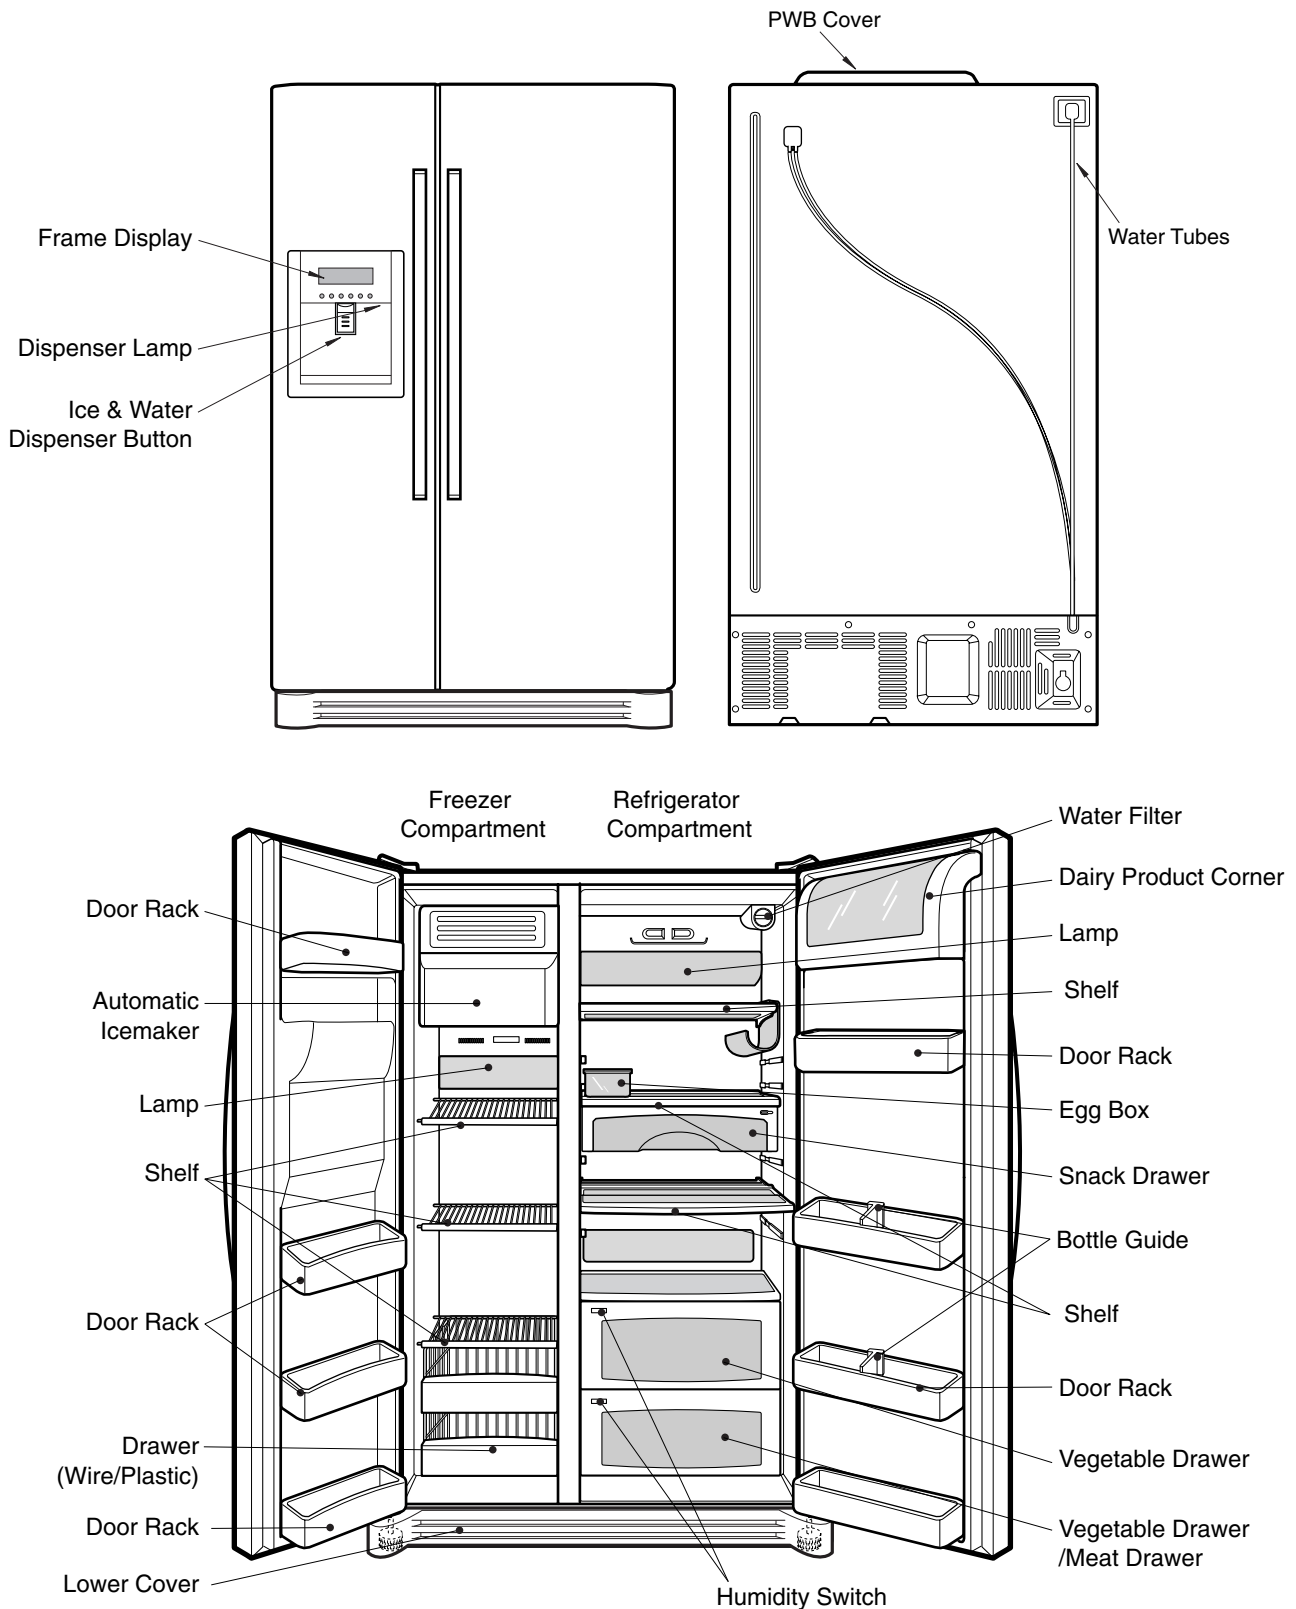 PWB Cover
Frame Display
Water Tubes
Dispenser Lamp
Ice & Water
Dispenser Button
Freezer
Compartment
Refrigerator
Compartment
Water Filter
Dairy Product Corner
Door Rack
Lamp
Shelf
Automatic
Icemaker
Door Rack
Lamp
Egg Box
Shelf
Snack Drawer
Bottle Guide
Door Rack
Shelf
Door Rack
Drawer
(Wire/Plastic)
Vegetable Drawer
Door Rack
Vegetable Drawer
/Meat Drawer
Lower Cover
Humidity Switch